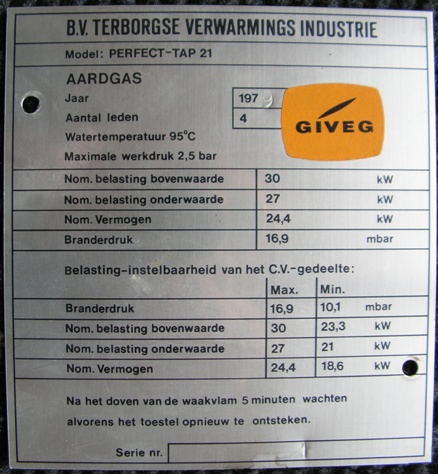 B.V. TERBORGSE VERWARMINGS INDUSTRIE
Model: PERFECT-TAP 21
AARDGAS
Jaar 197
Aantal leden 4
GIVEG
Watertemperatuur 95°C
Maximale werkdruk 2,5 bar
Nom. belasting bovenwaarde 30 kW
Nom. belasting onderwaarde 27 kW
Nom. Vermogen 24,4 kW
Branderdruk 16,9 mbar
Belasting-instelbaarheid van het C.V.-gedeelte:
Max. Min.
Branderdruk 16,9 10,1 mbar
Nom. belasting bovenwaarde 30 23,3 kW
Nom. belasting onderwaarde 27 21 kW
Nom. Vermogen 24,4 18,6 kW
Na het doven van de waakvlam 5 minuten wachten
alvorens het toestel opnieuw te ontsteken.
Serie nr.